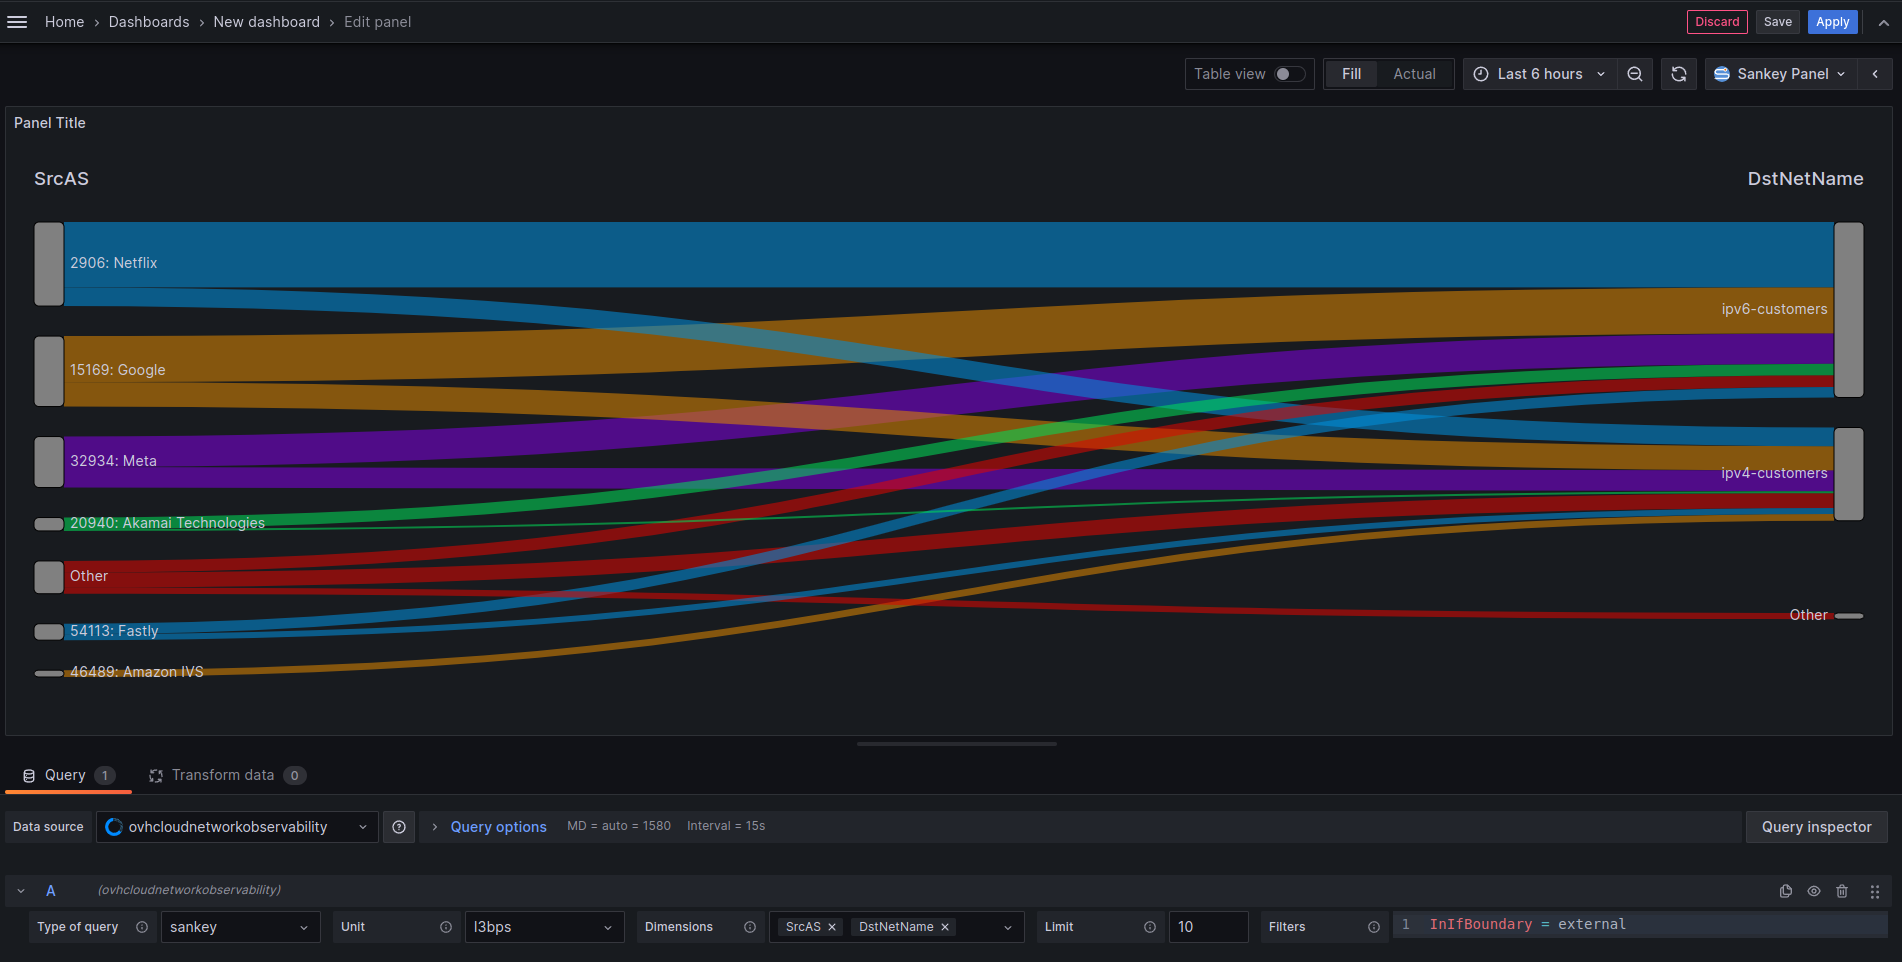 Home › Dashboards › New dashboard › Edit panel
Discard Save Apply
Table view Fill Actual Last 6 hours Sankey Panel
Panel Title
SrcAS DstNetName
2906: Netflix
ipv6-customers
15169: Google
32934: Meta
ipv4-customers
20940: Akamai Technologies
Other
Other
54113: Fastly
46489: Amazon IVS
Query 1 Transform data 0
Data source ovhcloudnetworkobservability Query options MD = auto = 1580 Interval = 15s Query inspector
A (ovhcloudnetworkobservability)
Type of query sankey Unit l3bps Dimensions SrcAS DstNetName Limit 10 Filters 1 InIfBoundary = external